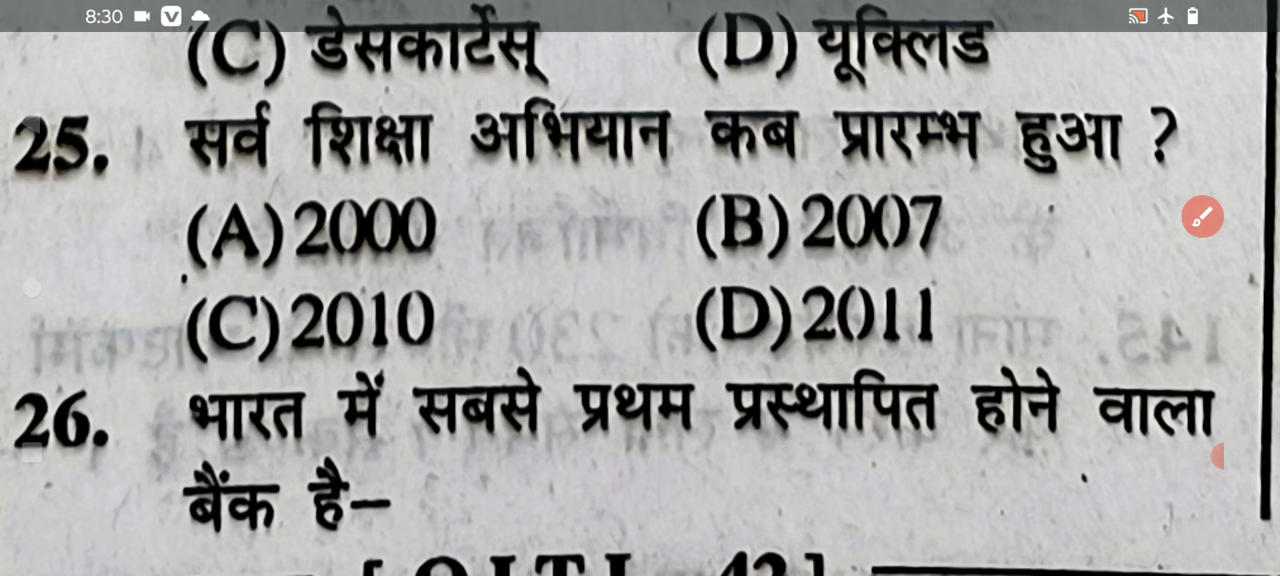 8:30
(C) डेसकार्टेस् (D) यूक्लिड
25. सर्व शिक्षा अभियान कब प्रारम्भ हुआ ?
(A) 2000 (B) 2007
(C) 2010 (D) 2011
26. भारत में सबसे प्रथम प्रस्थापित होने वाला
बैंक है–